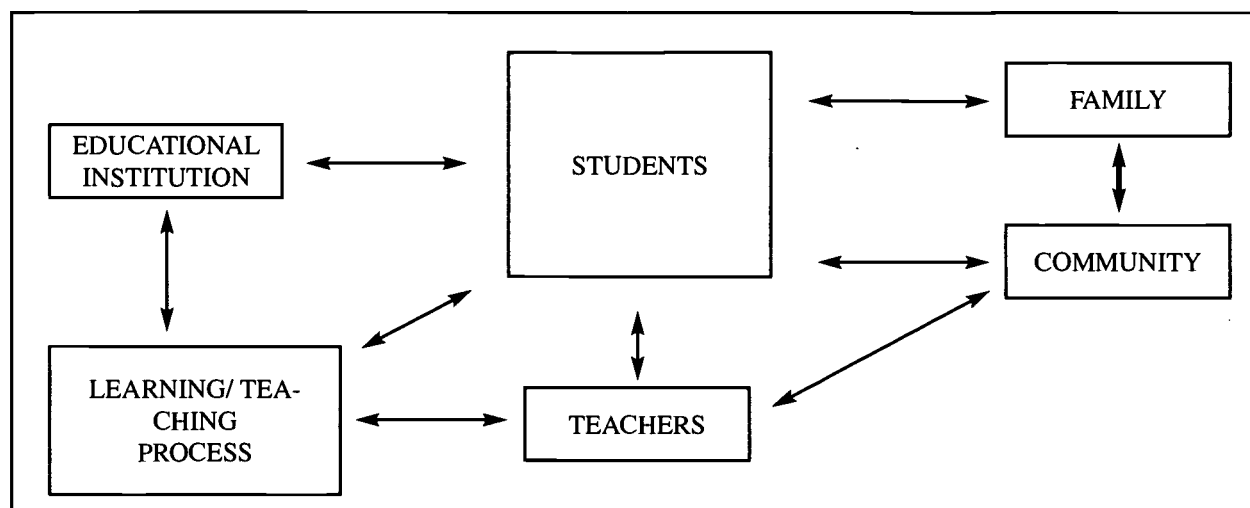 FAMILY
EDUCATIONAL
INSTITUTION
STUDENTS
COMMUNITY
LEARNING/ TEA-
CHING
PROCESS
TEACHERS